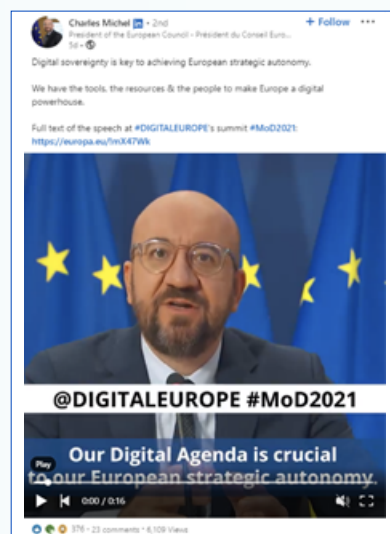 Charles Michel in • 2nd
President of the European Council - Président du Conseil Euro...
5d •
+ Follow ...
Digital sovereignty is key to achieving European strategic autonomy.
We have the tools, the resources & the people to make Europe a digital
powerhouse.
Full text of the speech at #DIGITALEUROPE's summit #MoD2021:
https://europa.eu/!mX47Wk
@DIGITALEUROPE #MoD2021
Our Digital Agenda is crucial
to our European strategic autonomy
Play
0:00 / 0:16
376 • 23 comments • 6,109 Views